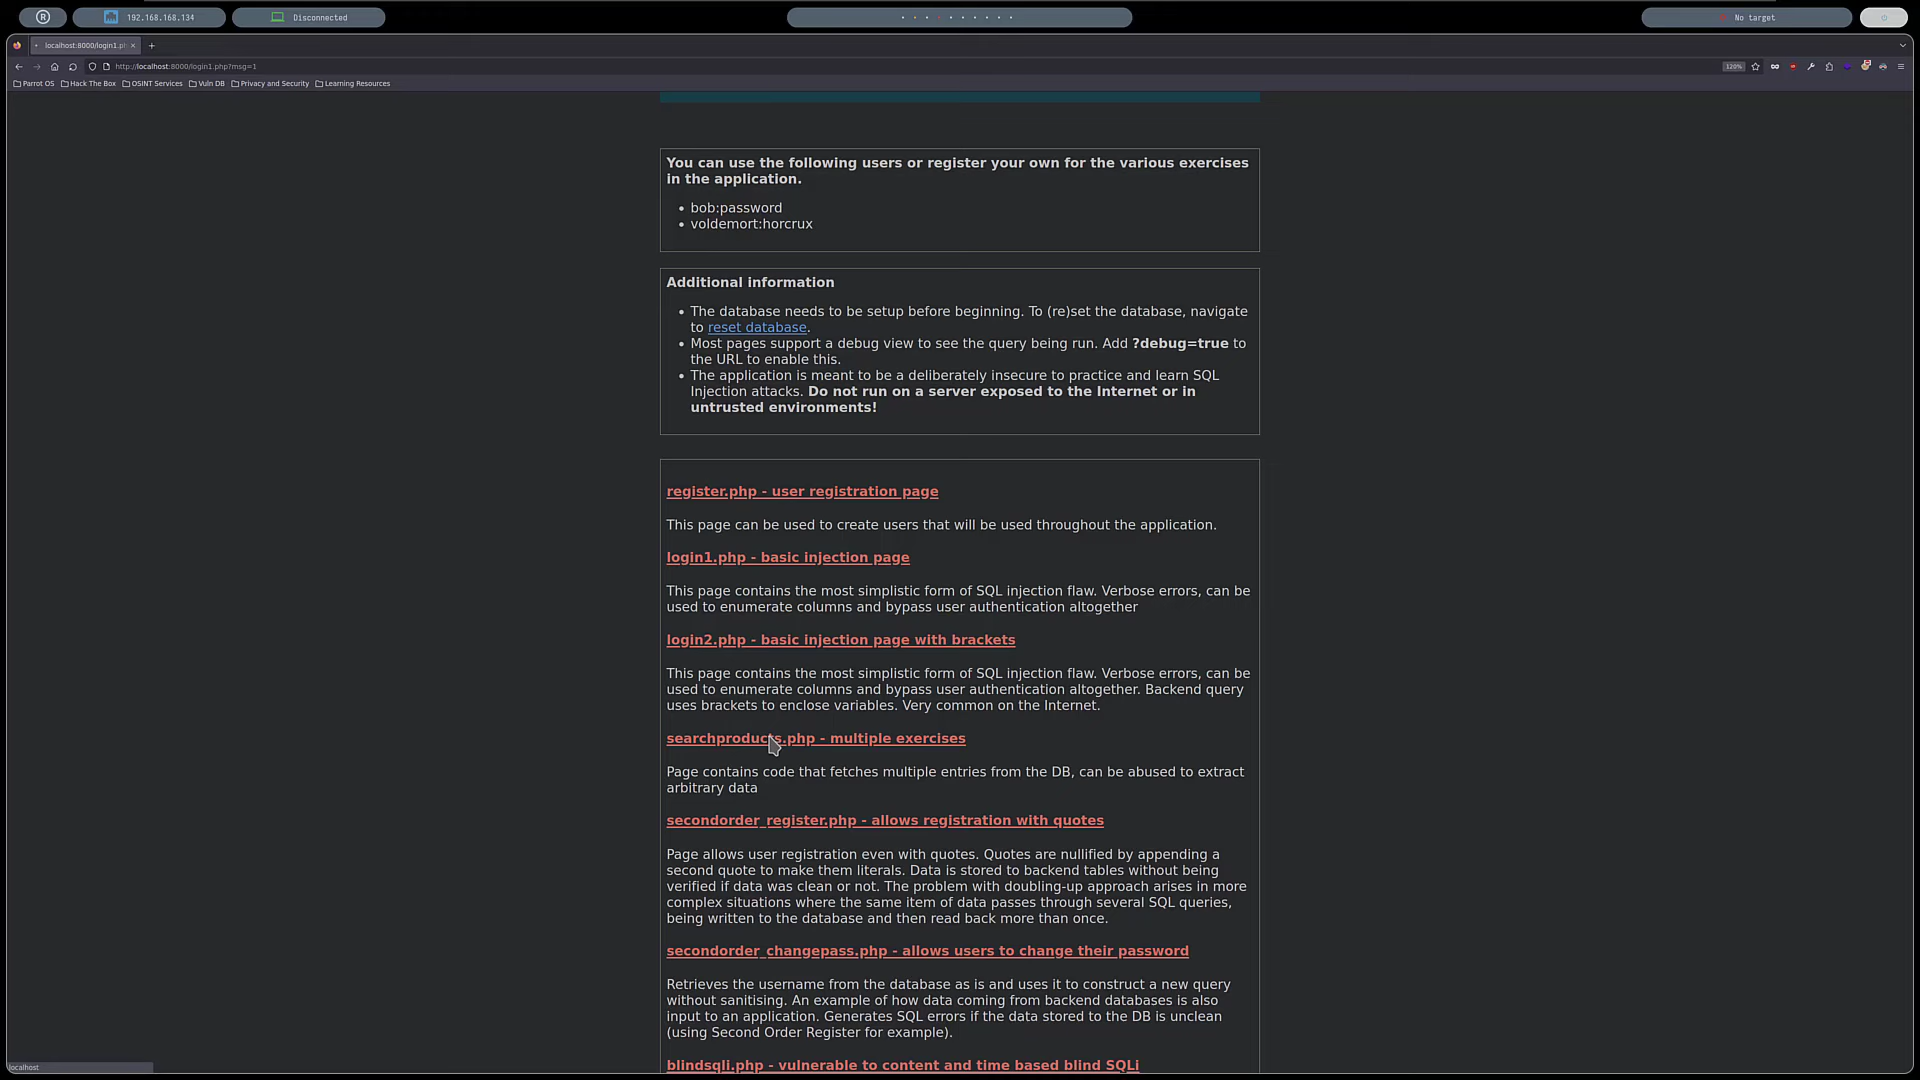 192.168.168.134
Disconnected
No target
localhost:8000/login1.ph
http://localhost:8000/login1.php?msg=1
120%
Parrot OS
Hack The Box
OSINT Services
Vuln DB
Privacy and Security
Learning Resources
You can use the following users or register your own for the various exercises
in the application.
• bob:password
• voldemort:horcrux
Additional information
• The database needs to be setup before beginning. To (re)set the database, navigate
to reset database.
• Most pages support a debug view to see the query being run. Add ?debug=true to
the URL to enable this.
• The application is meant to be a deliberately insecure to practice and learn SQL
Injection attacks. Do not run on a server exposed to the Internet or in
untrusted environments!
register.php - user registration page
This page can be used to create users that will be used throughout the application.
login1.php - basic injection page
This page contains the most simplistic form of SQL injection flaw. Verbose errors, can be
used to enumerate columns and bypass user authentication altogether
login2.php - basic injection page with brackets
This page contains the most simplistic form of SQL injection flaw. Verbose errors, can be
used to enumerate columns and bypass user authentication altogether. Backend query
uses brackets to enclose variables. Very common on the Internet.
searchproducts.php - multiple exercises
Page contains code that fetches multiple entries from the DB, can be abused to extract
arbitrary data
secondorder_register.php - allows registration with quotes
Page allows user registration even with quotes. Quotes are nullified by appending a
second quote to make them literals. Data is stored to backend tables without being
verified if data was clean or not. The problem with doubling-up approach arises in more
complex situations where the same item of data passes through several SQL queries,
being written to the database and then read back more than once.
secondorder_changepass.php - allows users to change their password
Retrieves the username from the database as is and uses it to construct a new query
without sanitising. An example of how data coming from backend databases is also
input to an application. Generates SQL errors if the data stored to the DB is unclean
(using Second Order Register for example).
blindsqli.php - vulnerable to content and time based blind SQLi
localhost